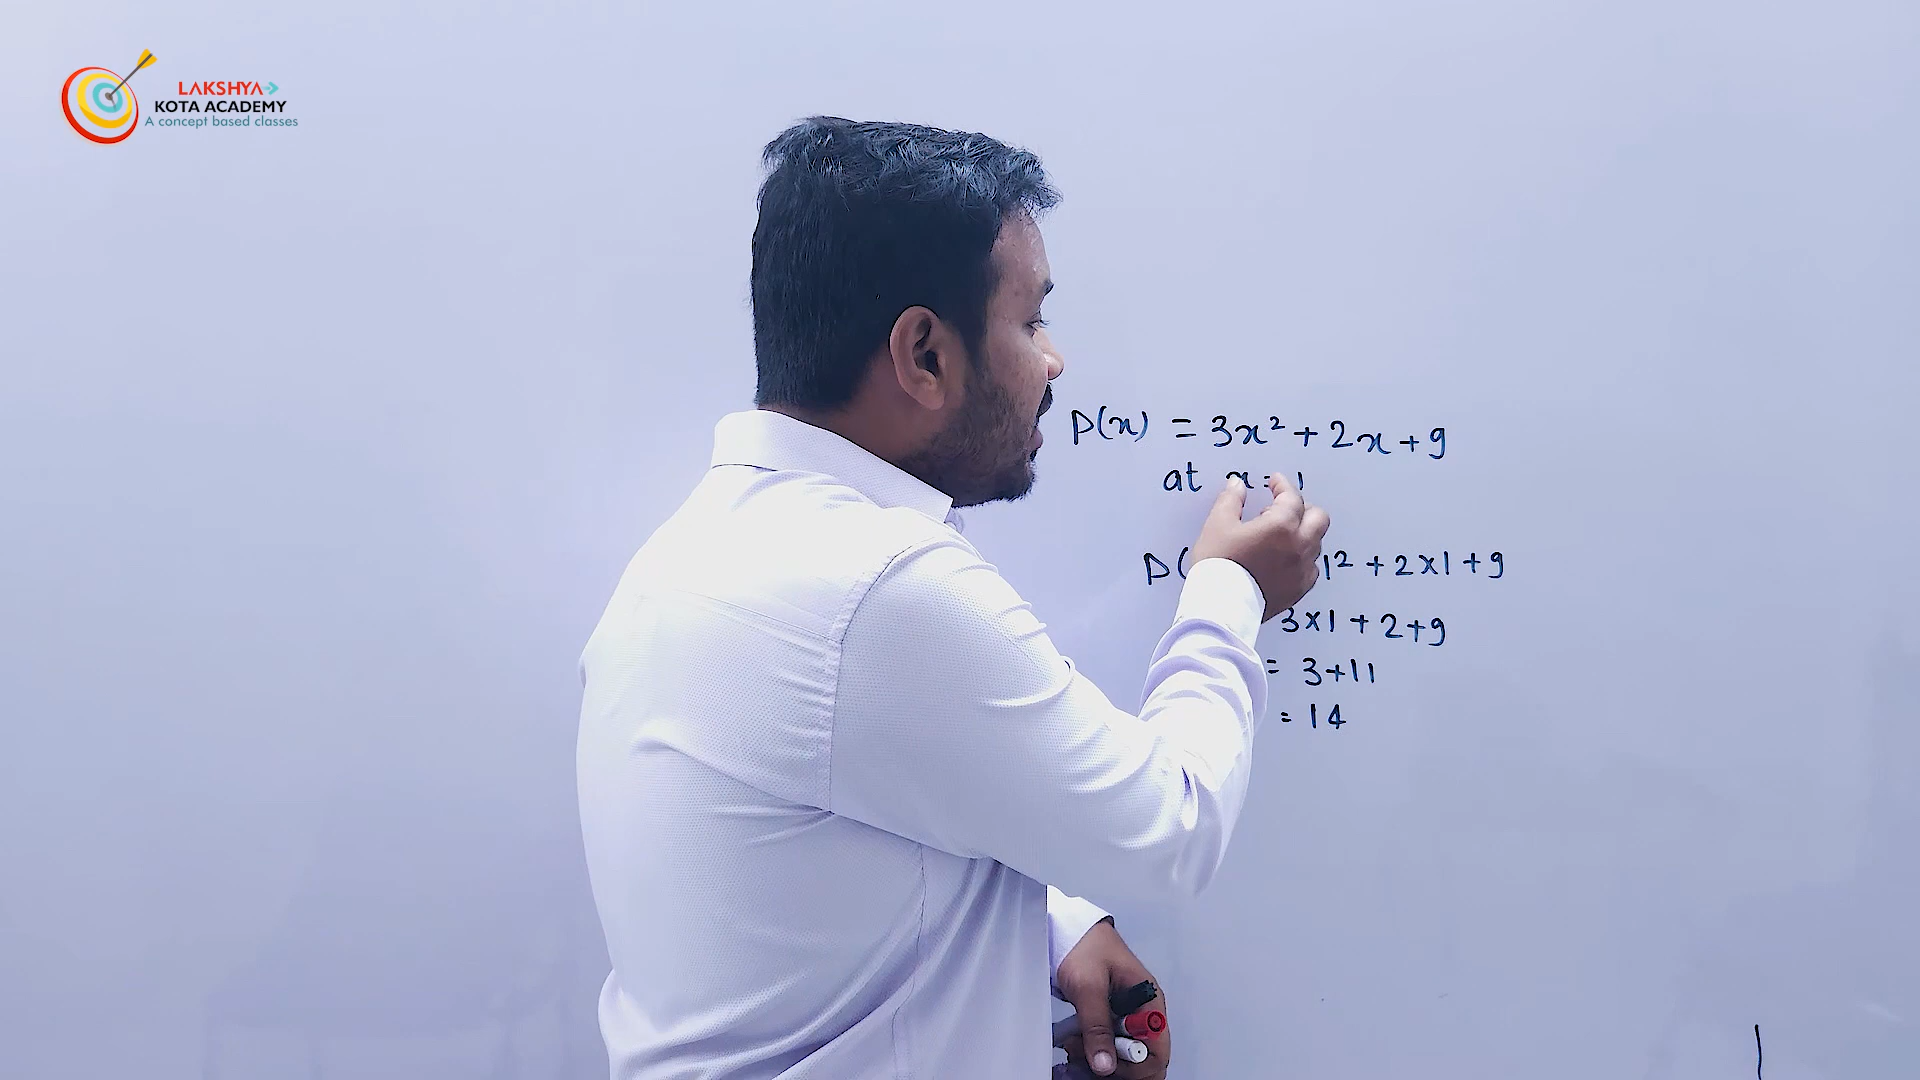 LAKSHYA
KOTA ACADEMY
A concept based classes
P(x) = 3x² + 2x + 9
at x = 1
P( 1² + 2x1 + 9
3x1 + 2 + 9
= 3 + 11
= 14